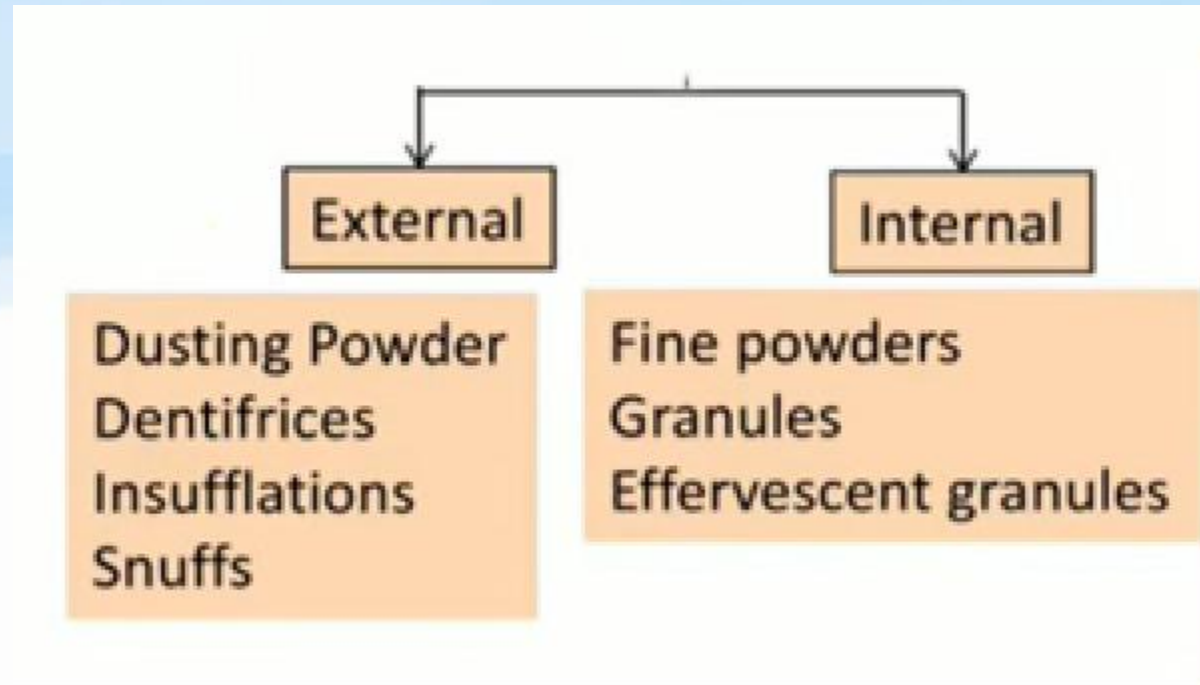 External
Internal
Dusting Powder
Dentifrices
Insufflations
Snuffs
Fine powders
Granules
Effervescent granules